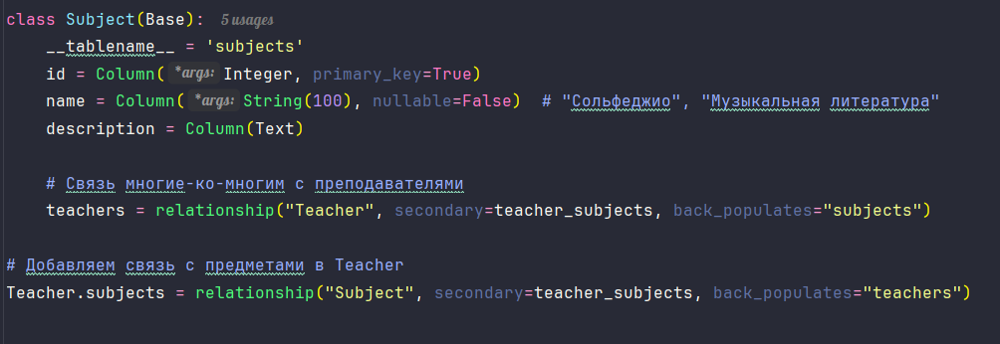 class Subject(Base): 5 usages
__tablename__ = 'subjects'
id = Column( *args: Integer, primary_key=True)
name = Column( *args: String(100), nullable=False) # "Сольфеджио", "Музыкальная литература"
description = Column(Text)
# Связь многие-ко-многим с преподавателями
teachers = relationship("Teacher", secondary=teacher_subjects, back_populates="subjects")
# Добавляем связь с предметами в Teacher
Teacher.subjects = relationship("Subject", secondary=teacher_subjects, back_populates="teachers")